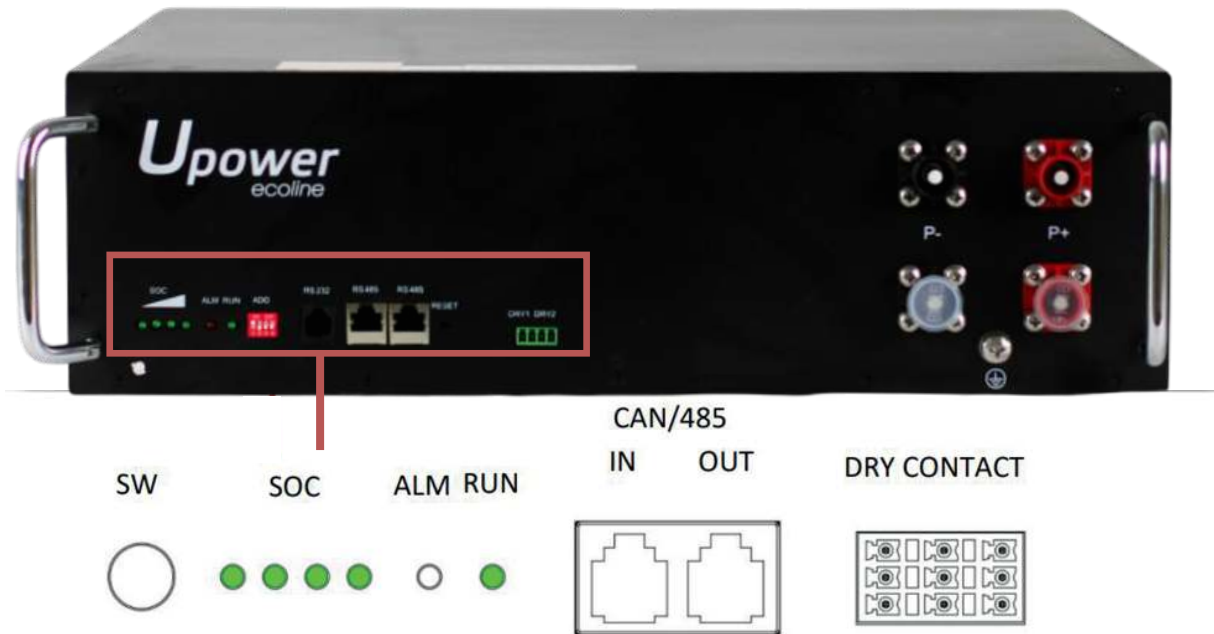 Upower
ecoline
P- P+
SOC ALM RUN ADD RS232 RS485 RS485 RESET DRY1 DRY2
CAN/485
IN OUT
SW SOC ALM RUN DRY CONTACT